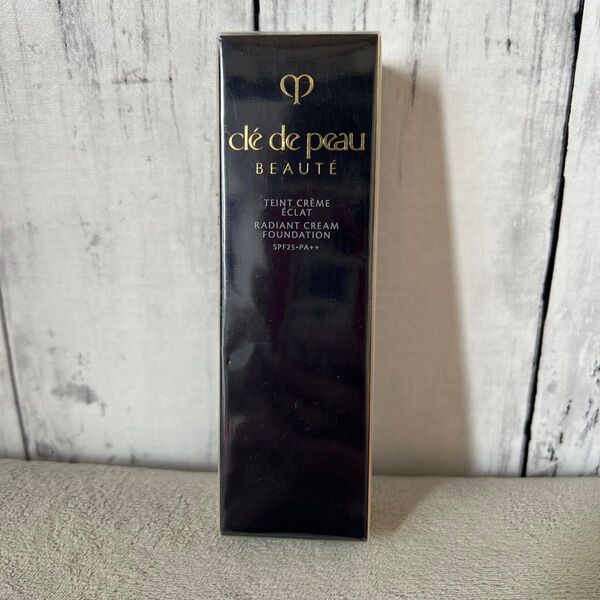 clé de peau
BEAUTÉ
TEINT CRÈME
ÉCLAT
RADIANT CREAM
FOUNDATION
SPF25•PA++